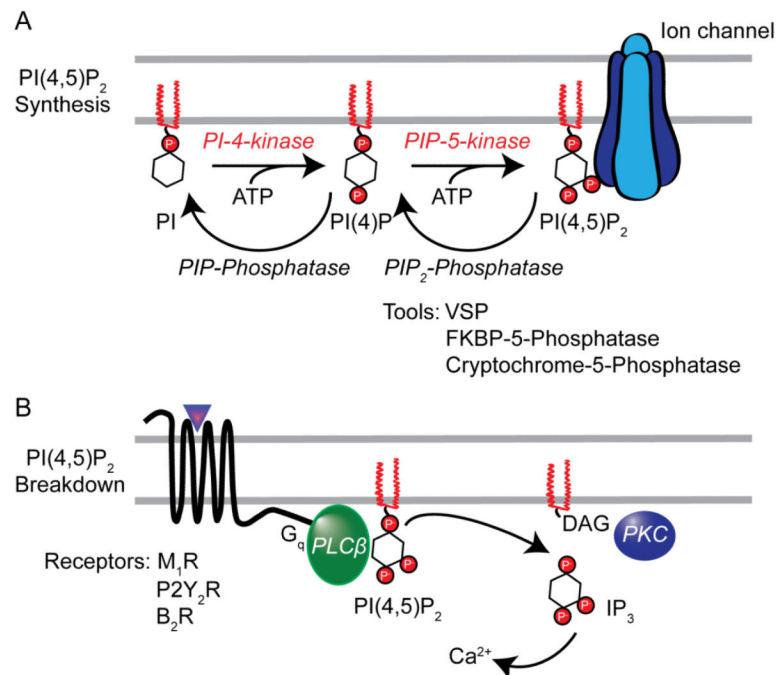 A
Ion channel
PI(4,5)P₂
Synthesis
P
PI-4-kinase
P
PIP-5-kinase
P
ATP
ATP
P
P
P
PI
PI(4)P
PI(4,5)P₂
PIP-Phosphatase
PIP₂-Phosphatase
Tools: VSP
FKBP-5-Phosphatase
Cryptochrome-5-Phosphatase
B
PI(4,5)P₂
Breakdown
P
DAG
PKC
Gq
PLCβ
P
P
Receptors: M₁R
P2Y₂R
B₂R
PI(4,5)P₂
P
P
P
IP₃
Ca²⁺